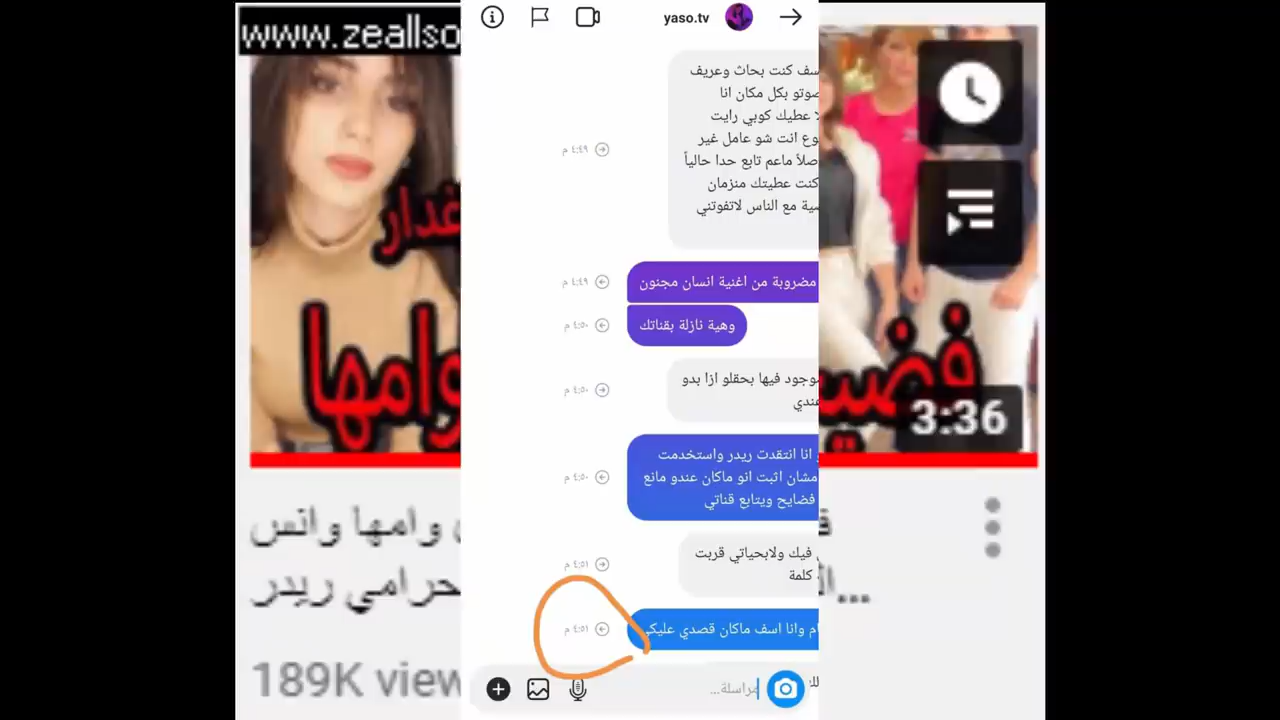 www.zeallso
yaso.tv
سف كنت بحاث وعريف
صوتو بكل مكان انا
لا عطيك كوبي رايت
وع انت شو عامل غير
صلاً ماعم تابع حدا حالياً
كنت عطيتك منزمان
ضية مع الناس لاتفوتني
٤:٤٩ م
مضروبة من اغنية انسان مجنون
٤:٤٩ م
وهية نازلة بقناتك
٤:٥٠ م
وجود فيها بحقلو ازا بدو
عندي
٤:٥٠ م
و انا انتقدت ريدر واستخدمت
مشان اثبت انو ماكان عندو مانع
فضايح ويتابع قناتي
٤:٥٠ م
فيك ولابحياتي قربت
كلمة
٤:٥١ م
ام وانا اسف ماكان قصدي عليكي
٤:٥١ م
مراسلة...
غدار
وامها
3:36
وامها وانس
حرامي ريدر
189K view